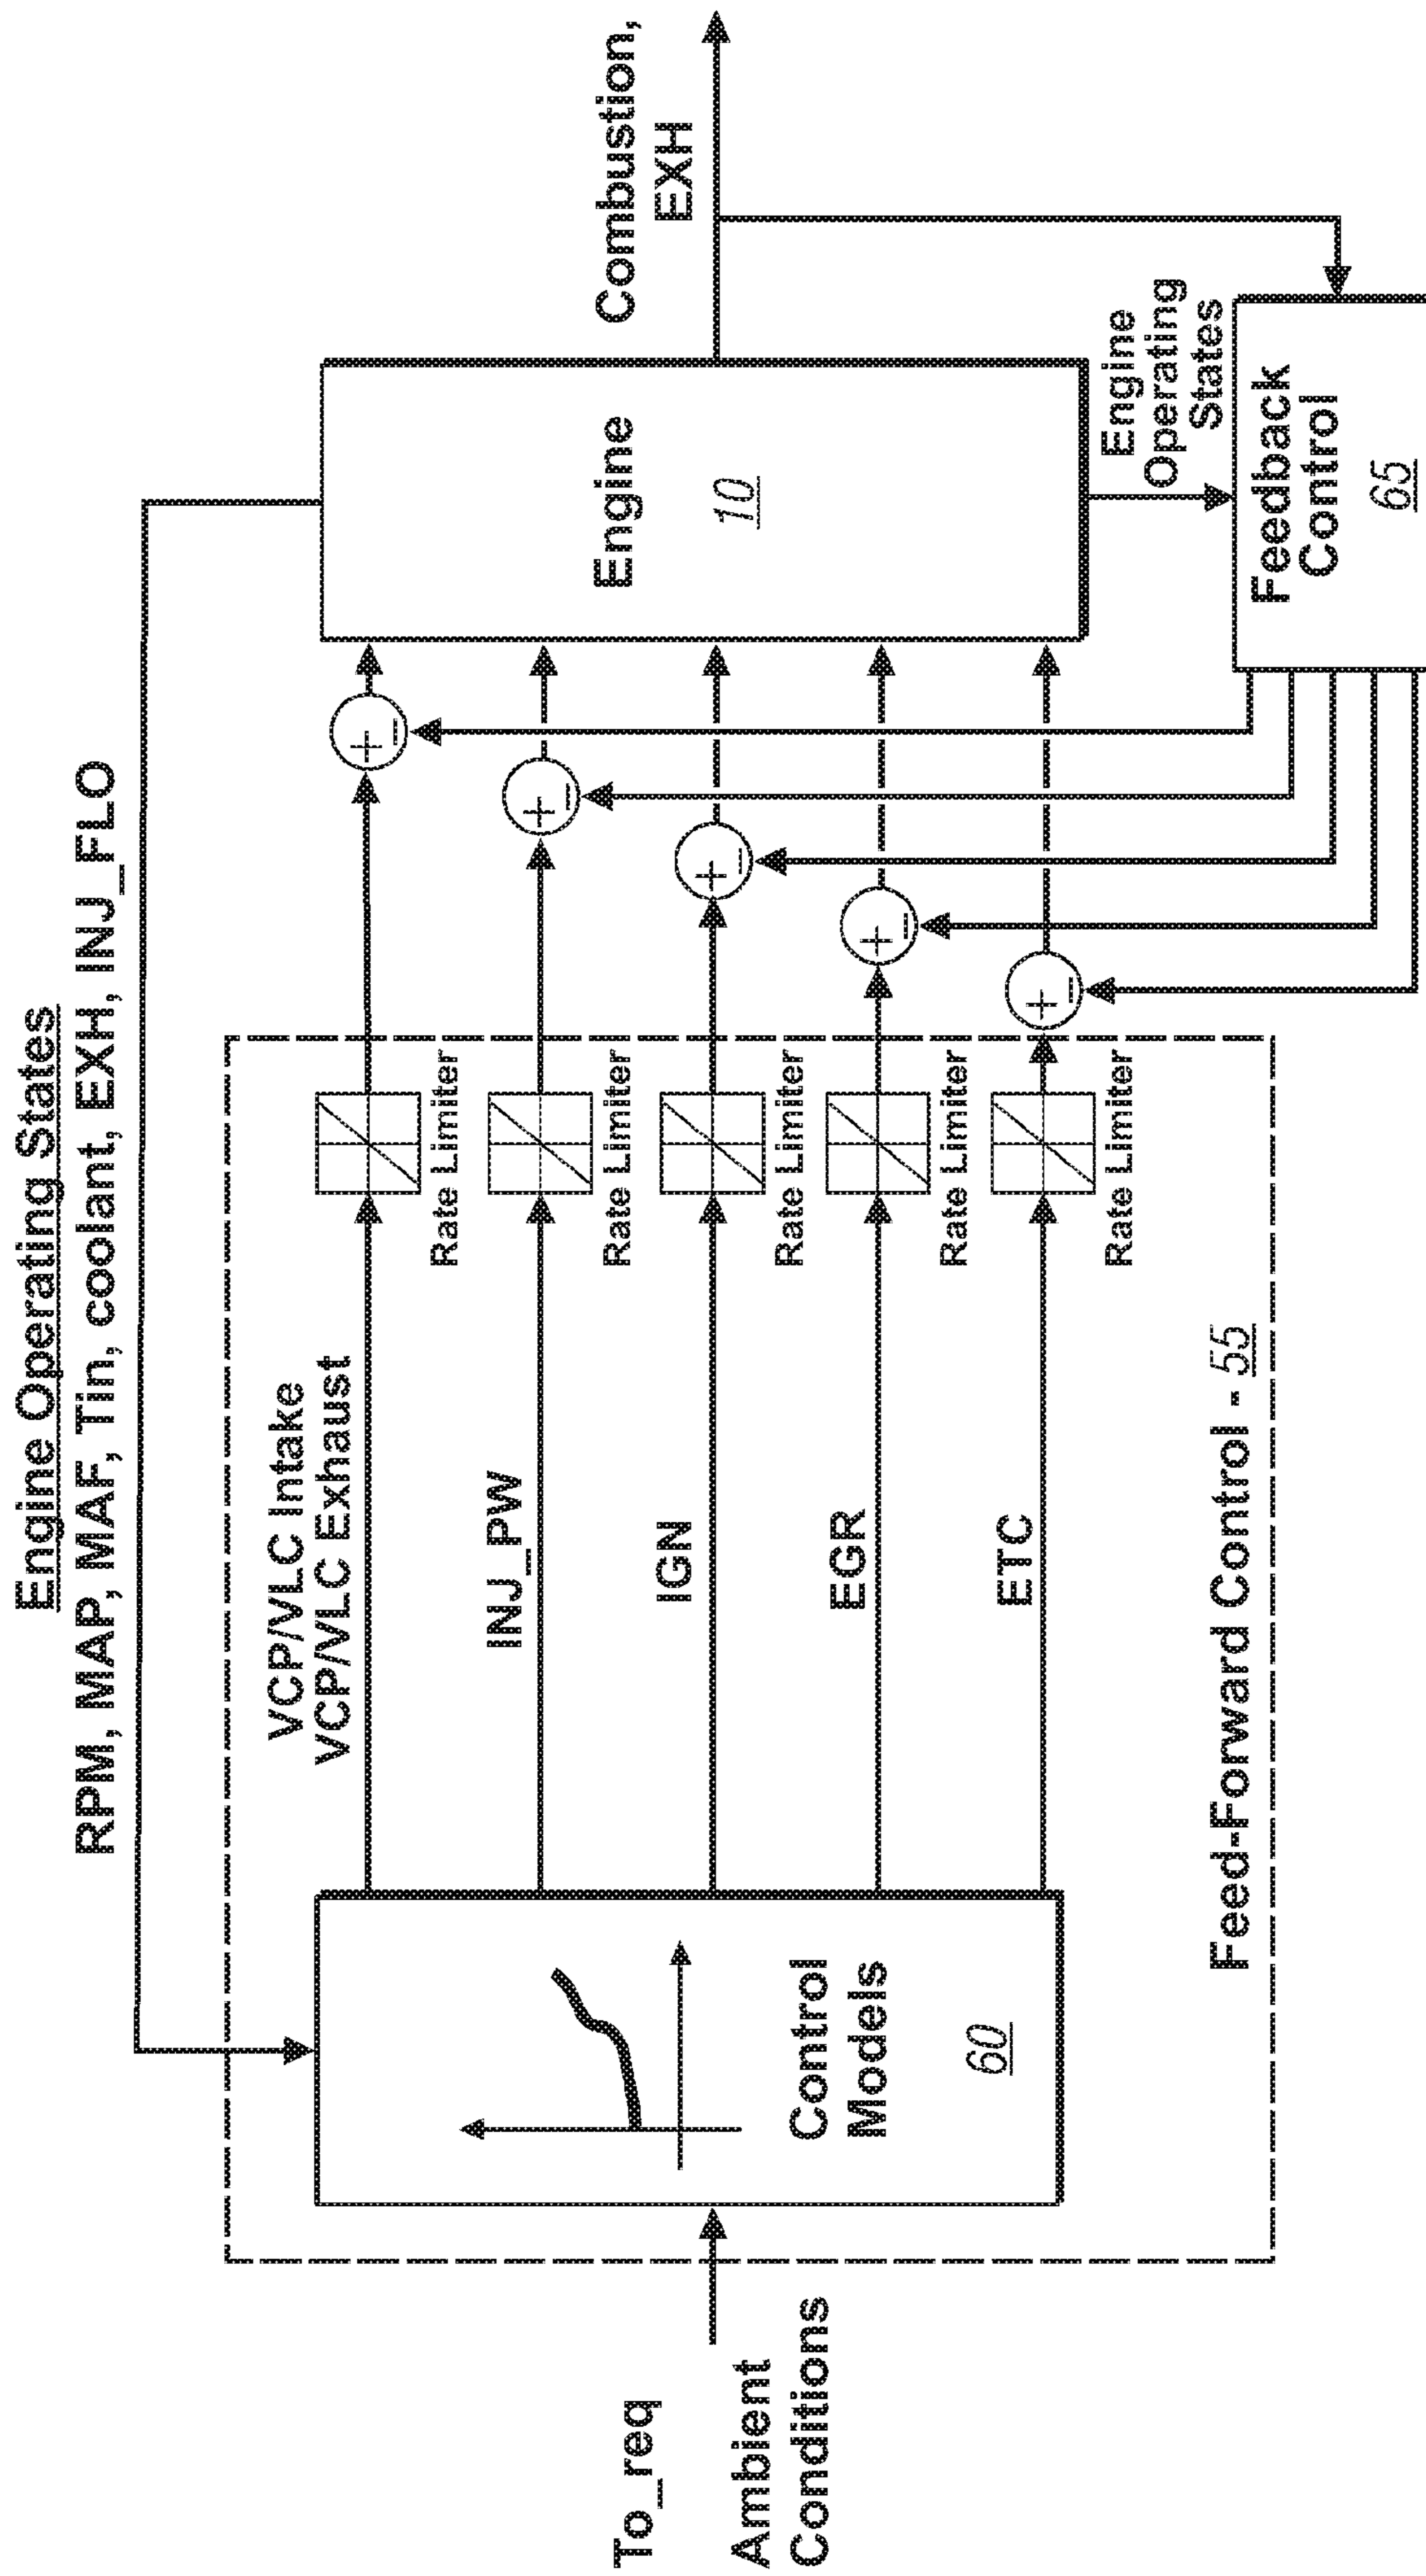 Engine Operating States
RPM, MAP, MAF, Tin, coolant, EXH, INJ_FLO
To_req
Ambient
Conditions
Control
Models
60
VCP/VLC Intake
VCP/VLC Exhaust
INJ_PW
IGN
EGR
ETC
Rate Limiter
Rate Limiter
Rate Limiter
Rate Limiter
Rate Limiter
Feed-Forward Control - 55
+
–
+
–
+
–
+
–
+
–
Engine
10
Combustion,
EXH
Engine
Operating
States
Feedback
Control
65